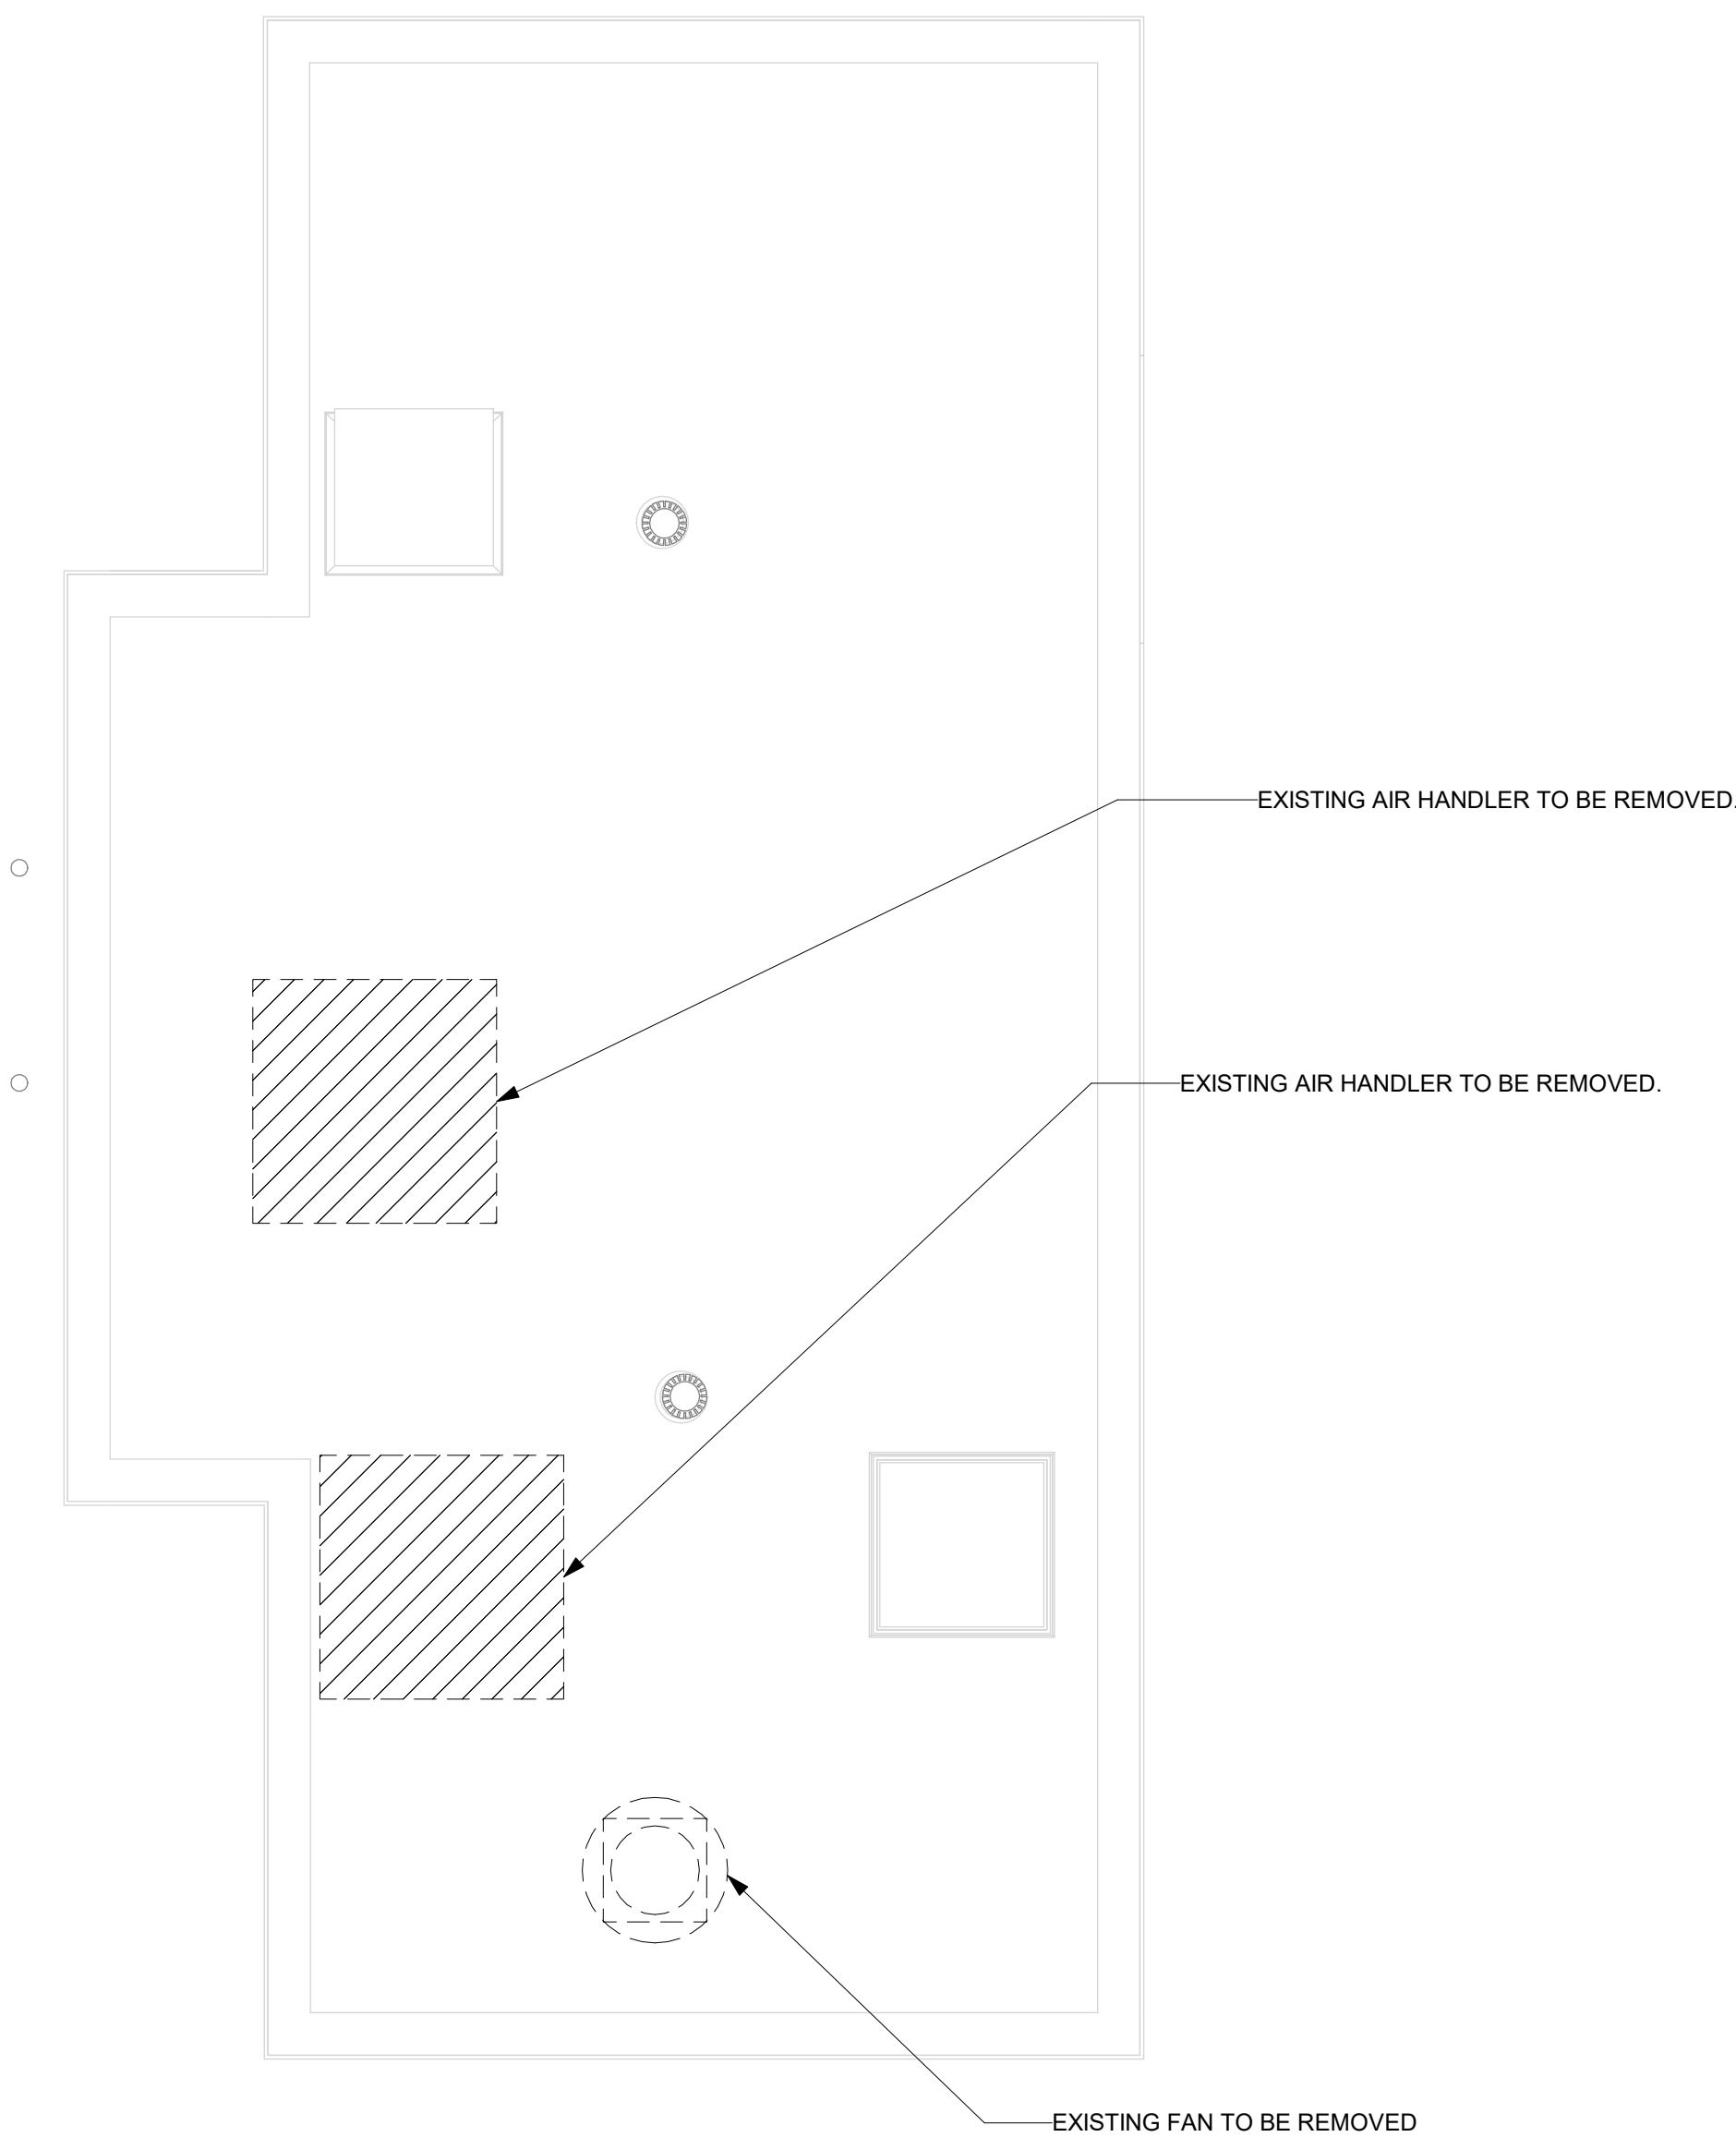 EXISTING AIR HANDLER TO BE REMOVED.
EXISTING AIR HANDLER TO BE REMOVED.
EXISTING FAN TO BE REMOVED